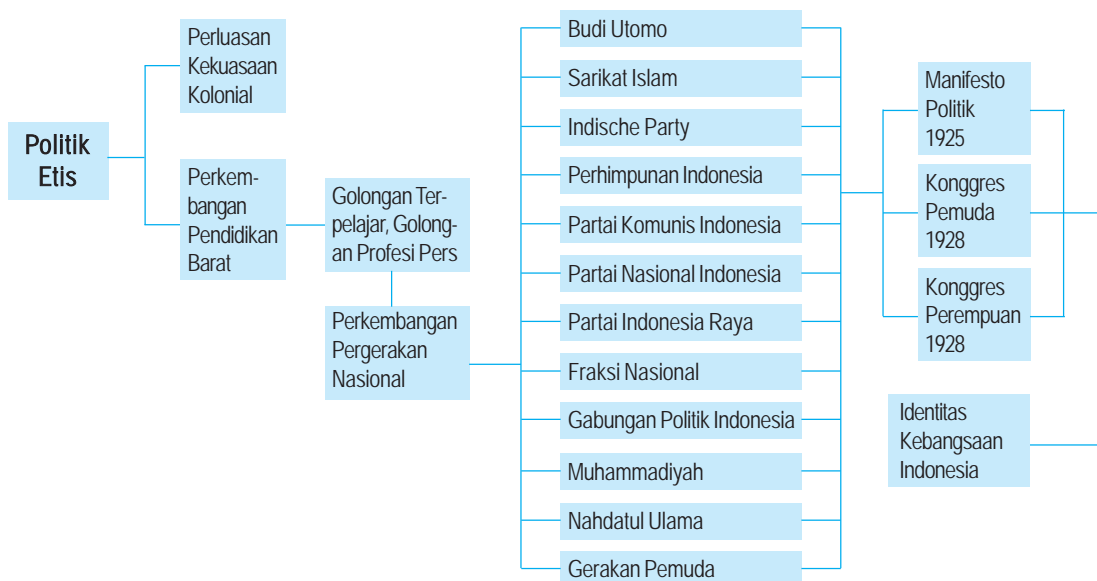 Politik
Etis
Perluasan
Kekuasaan
Kolonial
Perkem-
bangan
Pendidikan
Barat
Golongan Ter-
pelajar, Golong-
an Profesi Pers
Perkembangan
Pergerakan
Nasional
Budi Utomo
Sarikat Islam
Indische Party
Perhimpunan Indonesia
Partai Komunis Indonesia
Partai Nasional Indonesia
Partai Indonesia Raya
Fraksi Nasional
Gabungan Politik Indonesia
Muhammadiyah
Nahdatul Ulama
Gerakan Pemuda
Manifesto
Politik
1925
Konggres
Pemuda
1928
Konggres
Perempuan
1928
Identitas
Kebangsaan
Indonesia